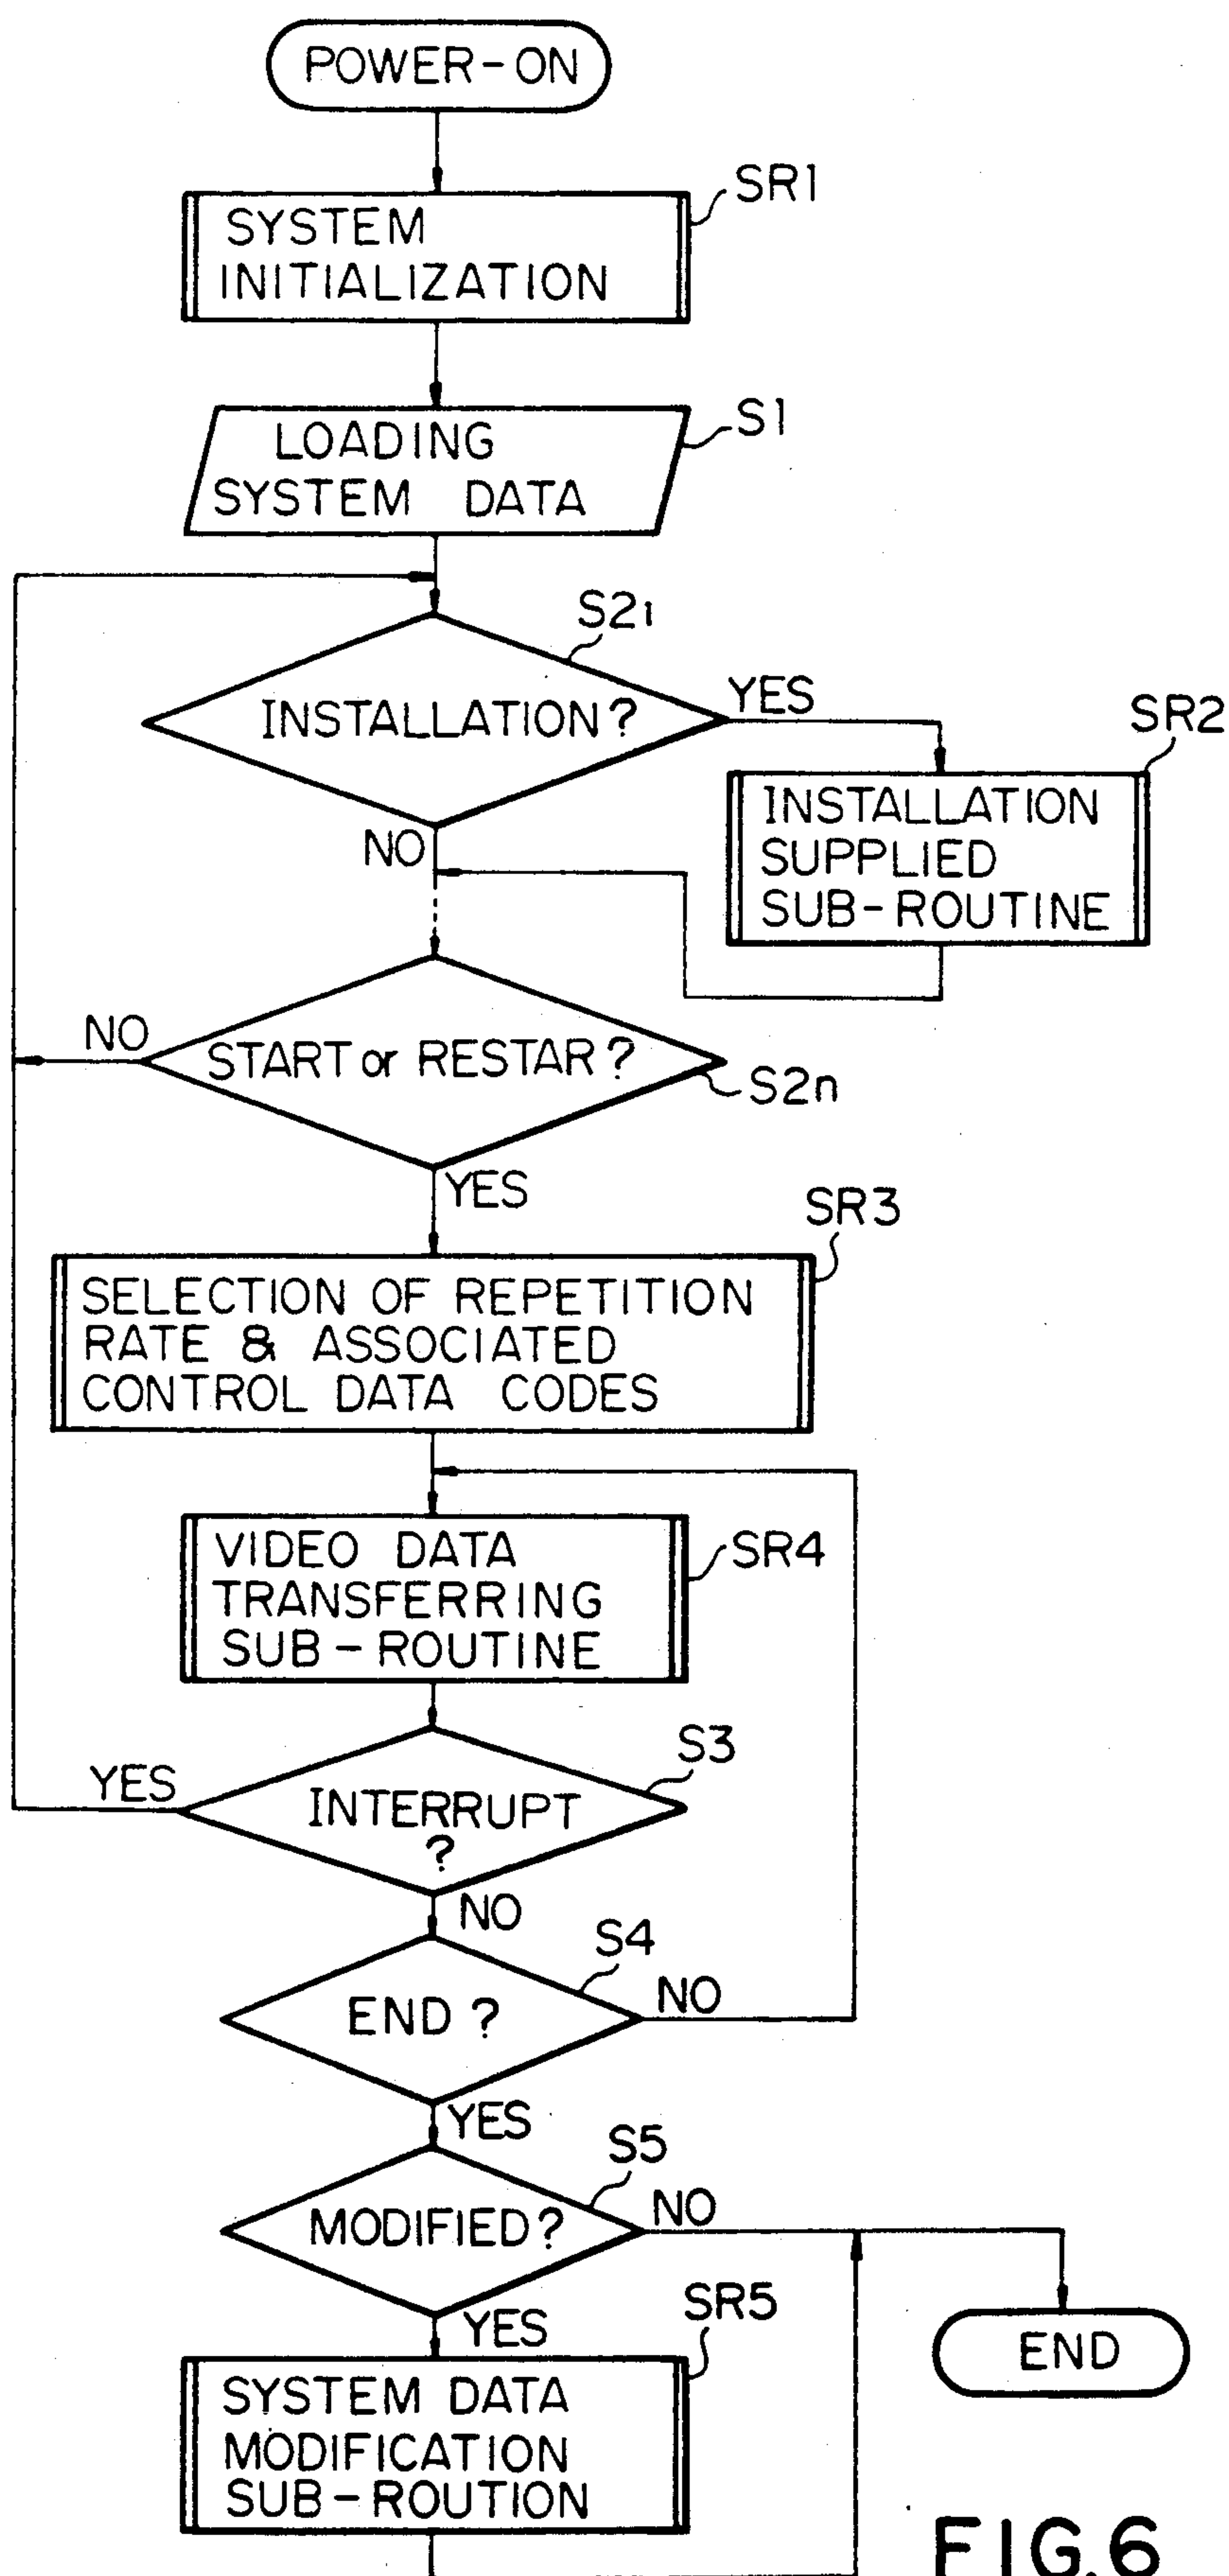 POWER-ON
SR1
SYSTEM
INITIALIZATION
S1
LOADING
SYSTEM DATA
S2i
INSTALLATION?
YES
SR2
INSTALLATION
SUPPLIED
SUB-ROUTINE
NO
NO
START or RESTAR?
S2n
YES
SR3
SELECTION OF REPETITION
RATE & ASSOCIATED
CONTROL DATA CODES
VIDEO DATA
TRANSFERRING
SUB-ROUTINE
SR4
S3
YES
INTERRUPT
?
NO
S4
END?
NO
YES
S5
MODIFIED?
NO
YES
SR5
SYSTEM DATA
MODIFICATION
SUB-ROUTION
END
FIG.6